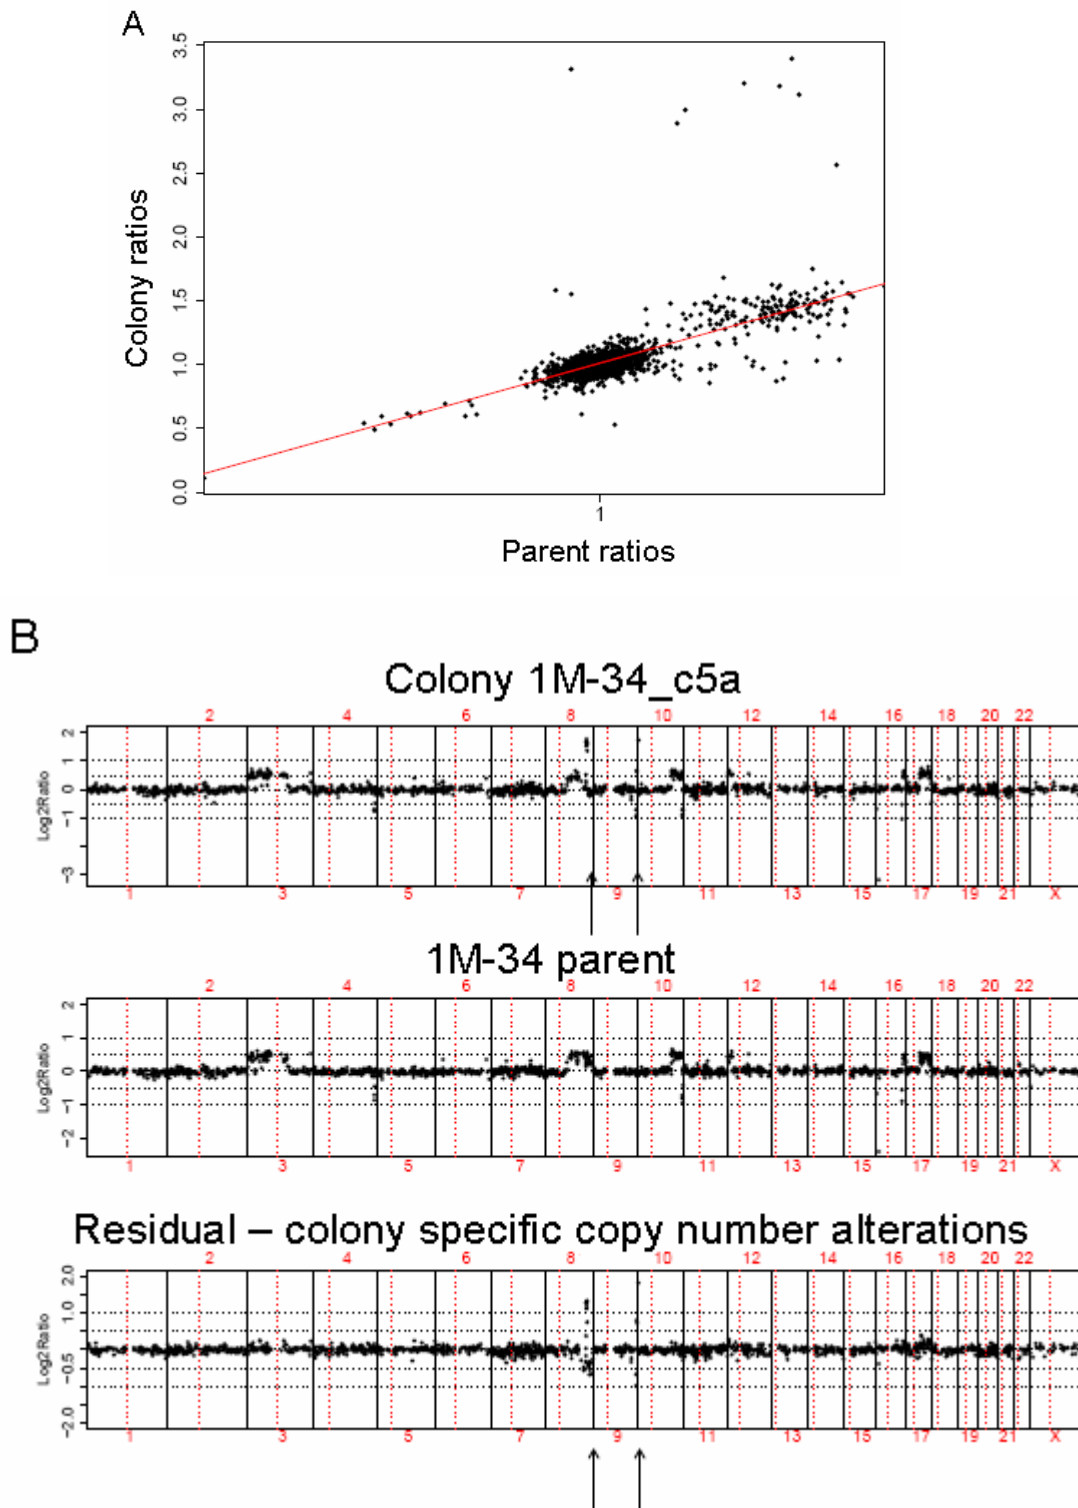 A
3.5
3.0
2.5
2.0
1.5
1.0
0.5
0.0
Colony ratios
1
Parent ratios
B
Colony 1M-34_c5a
2 4 6 8 10 12 14 16 18 20 22
2
1
0
−1
−3
Log2Ratio
1 3 5 7 9 11 13 15 17 19 21 X
1M-34 parent
2 4 6 8 10 12 14 16 18 20 22
2
1
0
−1
−2
Log2Ratio
1 3 5 7 9 11 13 15 17 19 21 X
Residual – colony specific copy number alterations
2 4 6 8 10 12 14 16 18 20 22
2.0
1.0
−0.5
−2.0
Log2Ratio
1 3 5 7 9 11 13 15 17 19 21 X